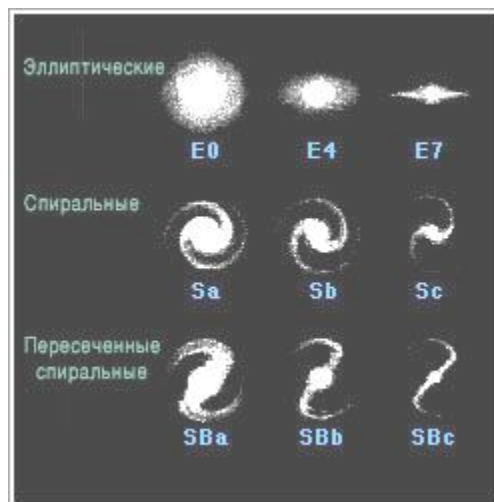 Эллиптические
E0 E4 E7
Спиральные
Sa Sb Sc
Пересеченные
спиральные
SBa SBb SBc